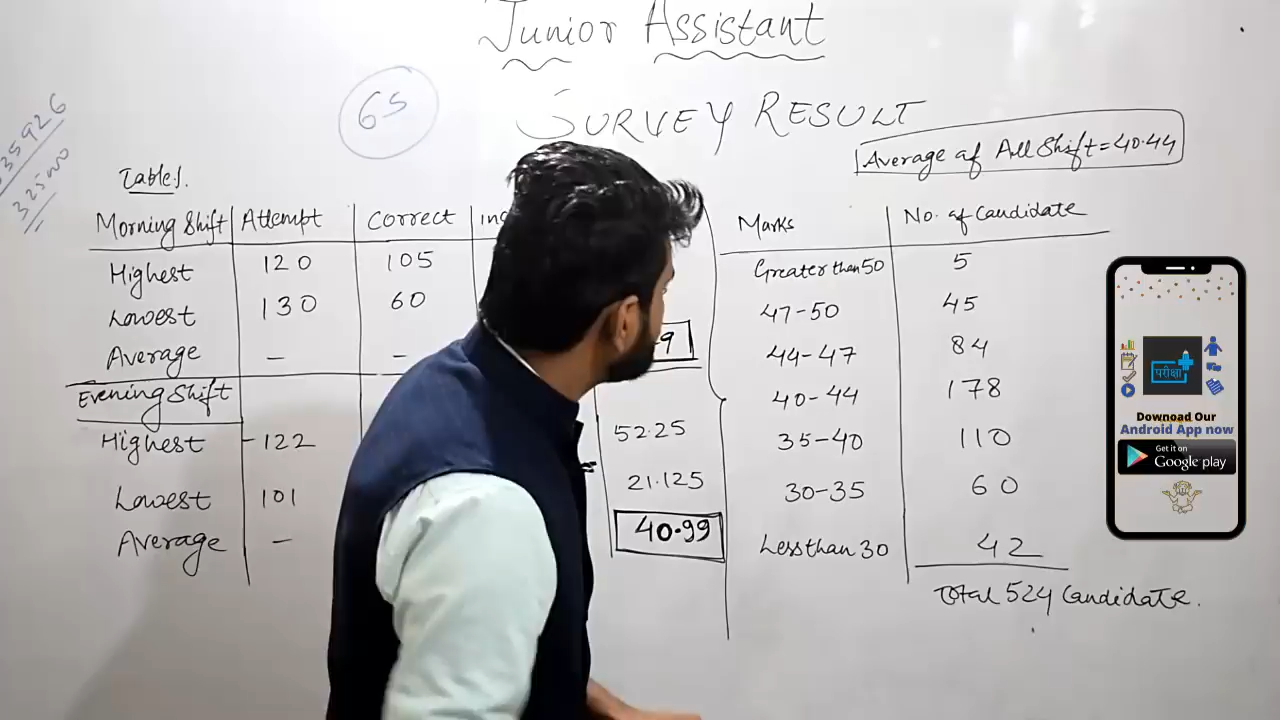 Junior Assistant
SURVEY RESULT
65
35926
Average of All Shift = 40.44
Table 1.
Morning Shift Attempt Correct
Highest 120 105
Lowest 130 60
Average - -
Evening Shift
Highest - 122 52.25
Lowest 101 21.125
Average - 40.99
Marks No. of Candidate
Greater than 50 5
47-50 45
44-47 84
40-44 178
35-40 110
30-35 60
Less than 30 42
Total 524 Candidate.
परीक्षा
Downoad Our
Android App now
Get it on
Google play